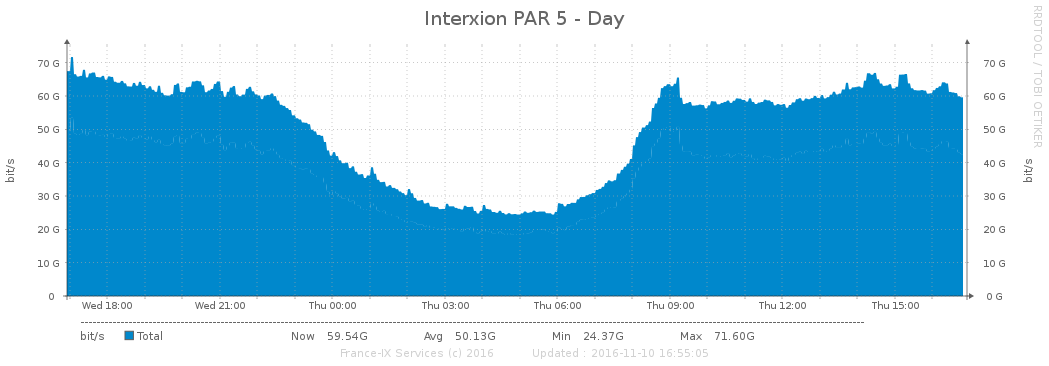 Interxion PAR 5 - Day
RRDTOOL / TOBI OETIKER
70 G 70 G
60 G 60 G
50 G 50 G
40 G 40 G
30 G 30 G
20 G 20 G
10 G 10 G
0 0 G
bit/s bit/s
Wed 18:00 Wed 21:00 Thu 00:00 Thu 03:00 Thu 06:00 Thu 09:00 Thu 12:00 Thu 15:00
bit/s Total Now 59.54G Avg 50.13G Min 24.37G Max 71.60G
France-IX Services (c) 2016 Updated : 2016-11-10 16:55:05